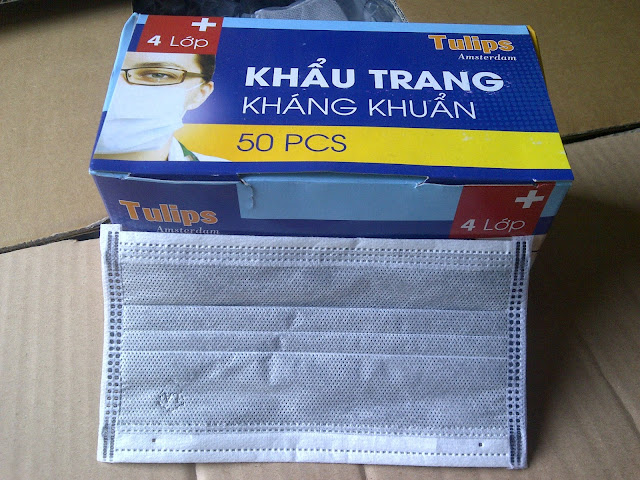 4 Lớp
Tulips
Amsterdam
KHẨU TRANG
KHÁNG KHUẨN
50 PCS
Tulips
Amsterdam
4 Lớp